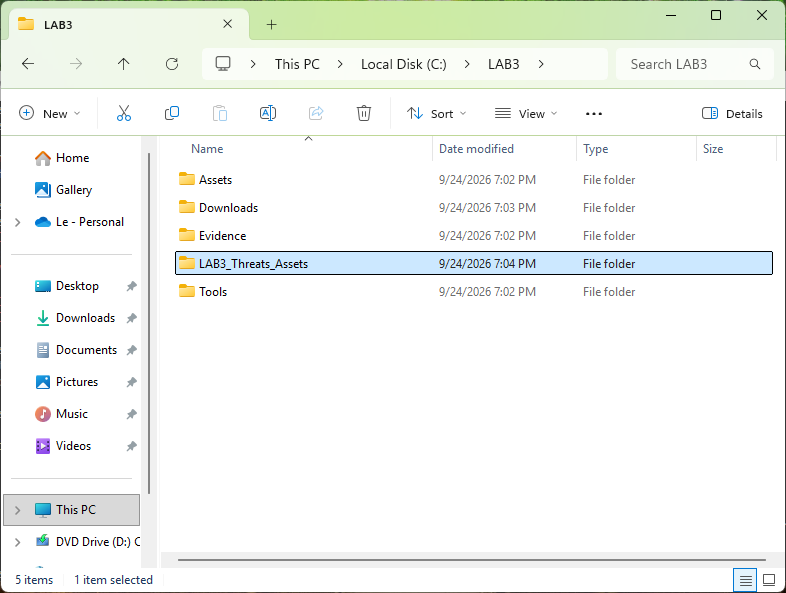 LAB3
This PC
Local Disk (C:)
LAB3
Search LAB3
New
Sort
View
Details
Home
Gallery
Le - Personal
Desktop
Downloads
Documents
Pictures
Music
Videos
This PC
DVD Drive (D:) C
Name Date modified Type Size
Assets 9/24/2026 7:02 PM File folder
Downloads 9/24/2026 7:03 PM File folder
Evidence 9/24/2026 7:02 PM File folder
LAB3_Threats_Assets 9/24/2026 7:04 PM File folder
Tools 9/24/2026 7:02 PM File folder
5 items 1 item selected